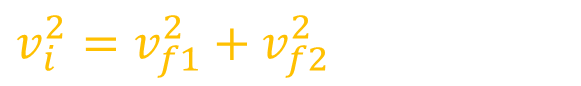 $v_i^2 = v_{f1}^2 + v_{f2}^2$